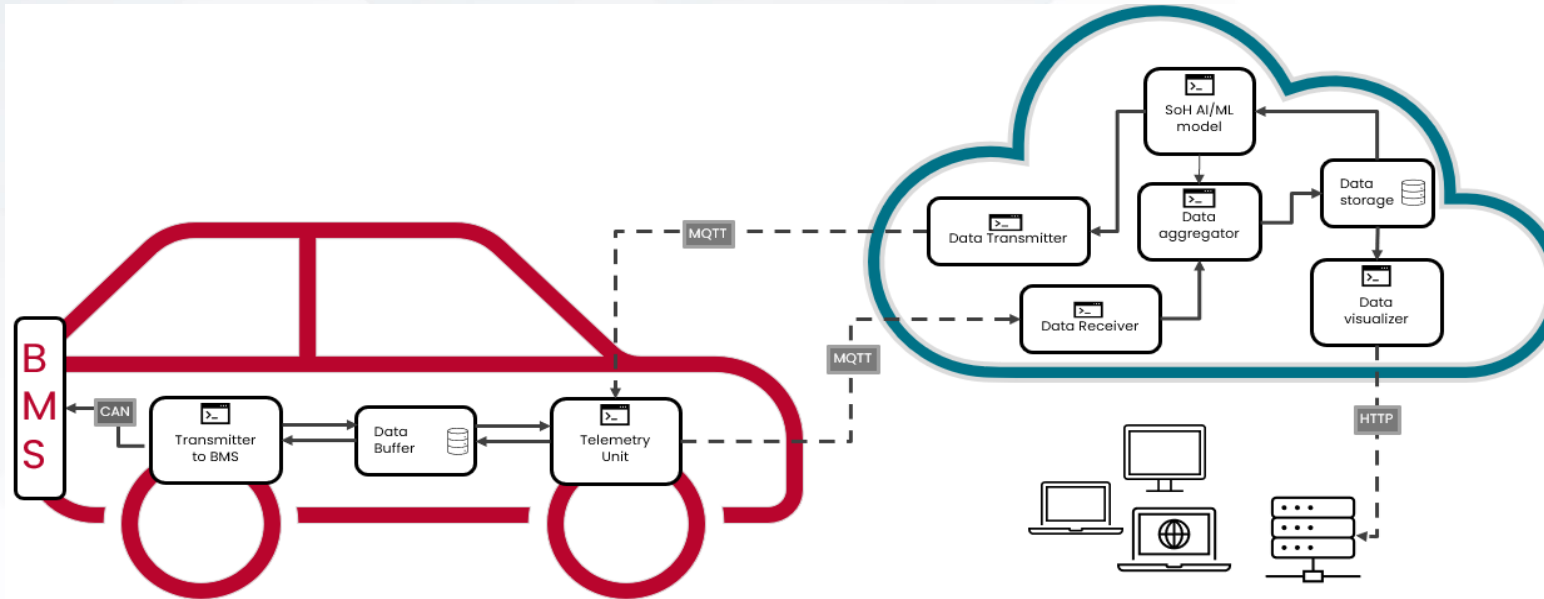 SoH AI/ML
model
Data
storage
Data
aggregator
Data Transmitter
MQTT
Data
visualizer
Data Receiver
MQTT
B
M
S
CAN
Transmitter
to BMS
Data
Buffer
Telemetry
Unit
HTTP